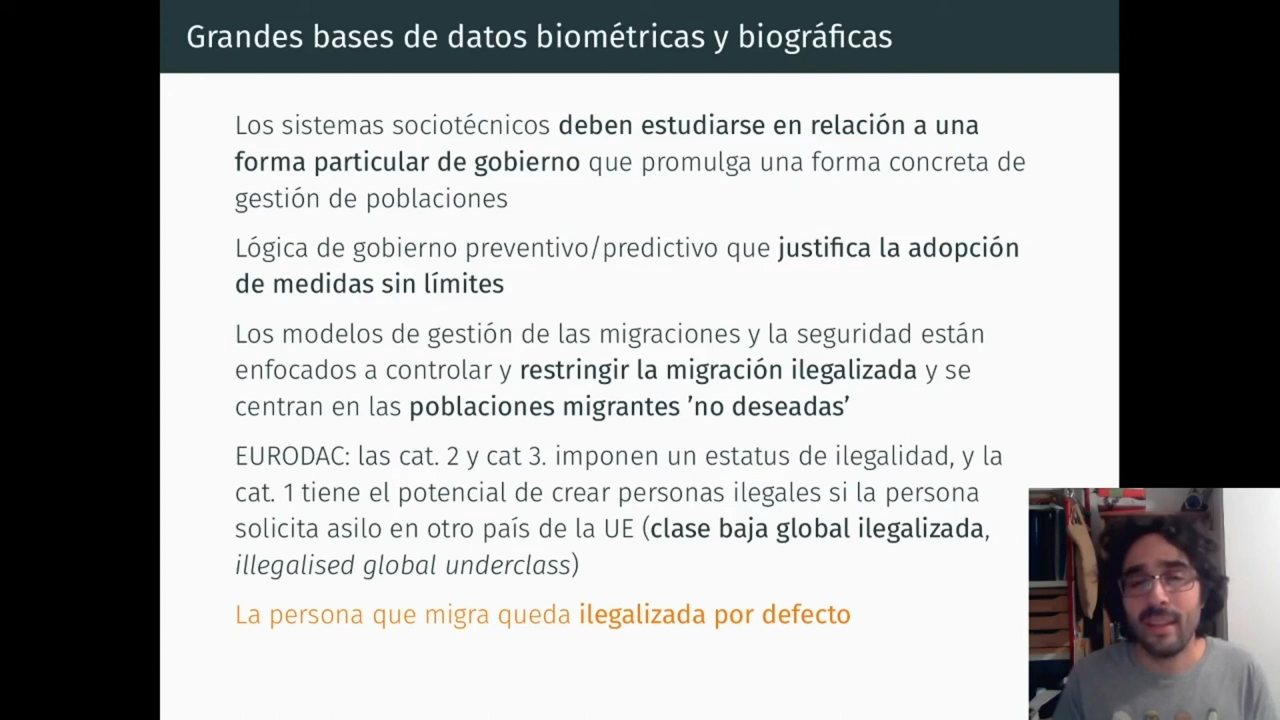 Grandes bases de datos biométricas y biográficas
Los sistemas sociotécnicos deben estudiarse en relación a una
forma particular de gobierno que promulga una forma concreta de
gestión de poblaciones
Lógica de gobierno preventivo/predictivo que justifica la adopción
de medidas sin límites
Los modelos de gestión de las migraciones y la seguridad están
enfocados a controlar y restringir la migración ilegalizada y se
centran en las poblaciones migrantes ’no deseadas’
EURODAC: las cat. 2 y cat 3. imponen un estatus de ilegalidad, y la
cat. 1 tiene el potencial de crear personas ilegales si la persona
solicita asilo en otro país de la UE (clase baja global ilegalizada,
illegalised global underclass)
La persona que migra queda ilegalizada por defecto